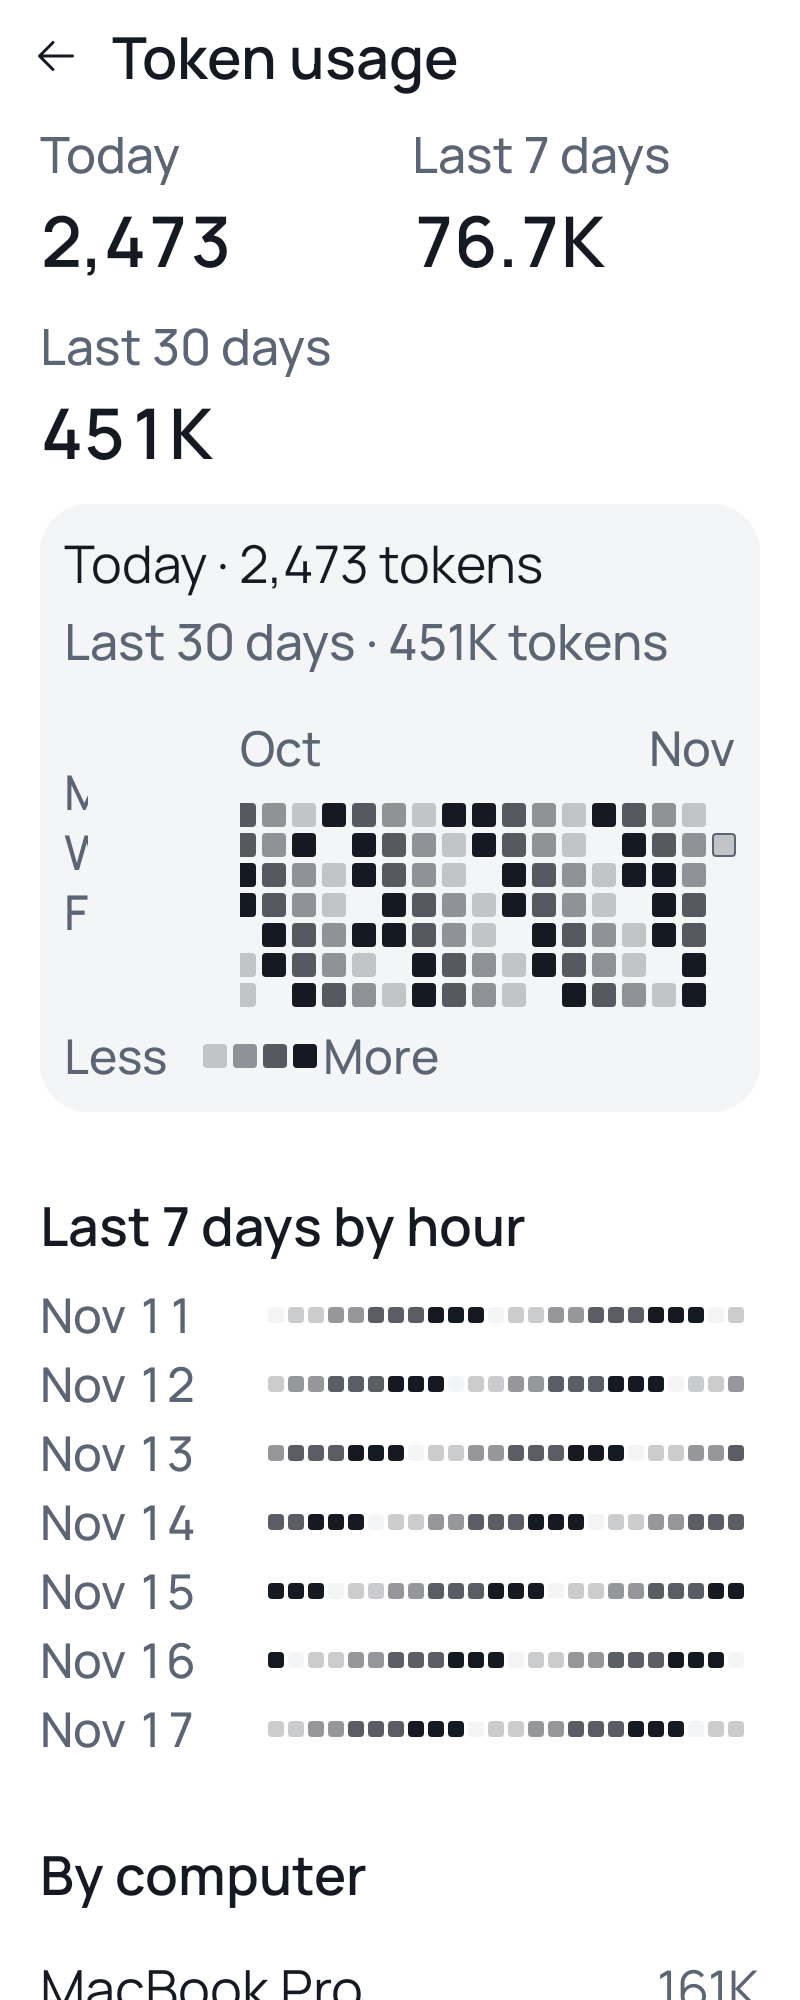 Token usage
Today
Last 7 days
2,473
76.7K
Last 30 days
451K
Today · 2,473 tokens
Last 30 days · 451K tokens
Oct
Nov
M
W
F
Less
More
Last 7 days by hour
Nov 11
Nov 12
Nov 13
Nov 14
Nov 15
Nov 16
Nov 17
By computer
MacBook Pro
161K